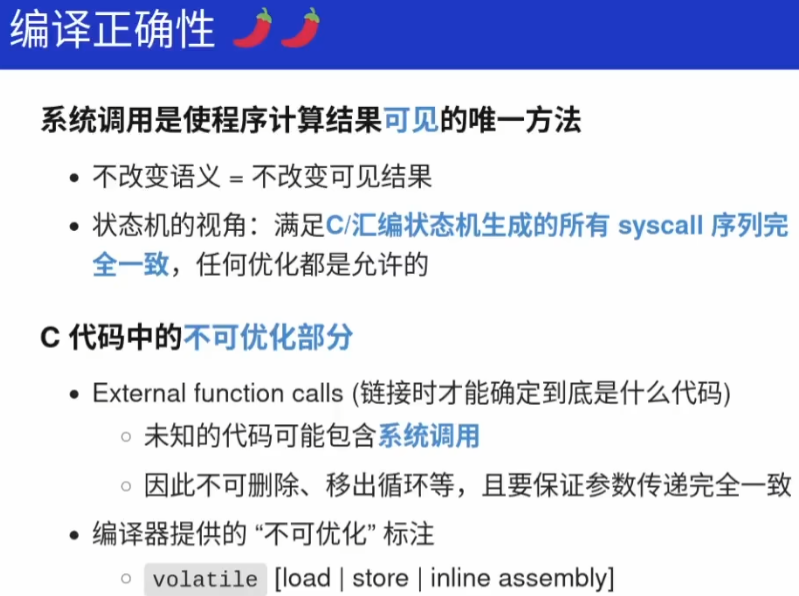 编译正确性 🌶️🌶️
系统调用是使程序计算结果可见的唯一方法
• 不改变语义 = 不改变可见结果
• 状态机的视角：满足C/汇编状态机生成的所有 syscall 序列完
全一致，任何优化都是允许的
C 代码中的不可优化部分
• External function calls (链接时才能确定到底是什么代码)
◦ 未知的代码可能包含系统调用
◦ 因此不可删除、移出循环等，且要保证参数传递完全一致
• 编译器提供的 “不可优化” 标注
◦ volatile [load | store | inline assembly]